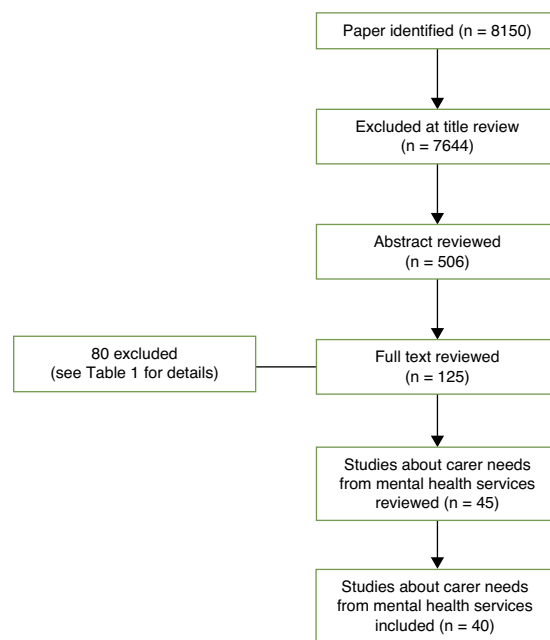 Paper identified (n = 8150)
Excluded at title review
(n = 7644)
Abstract reviewed
(n = 506)
80 excluded
(see Table 1 for details)
Full text reviewed
(n = 125)
Studies about carer needs
from mental health services
reviewed (n = 45)
Studies about carer needs
from mental health services
included (n = 40)